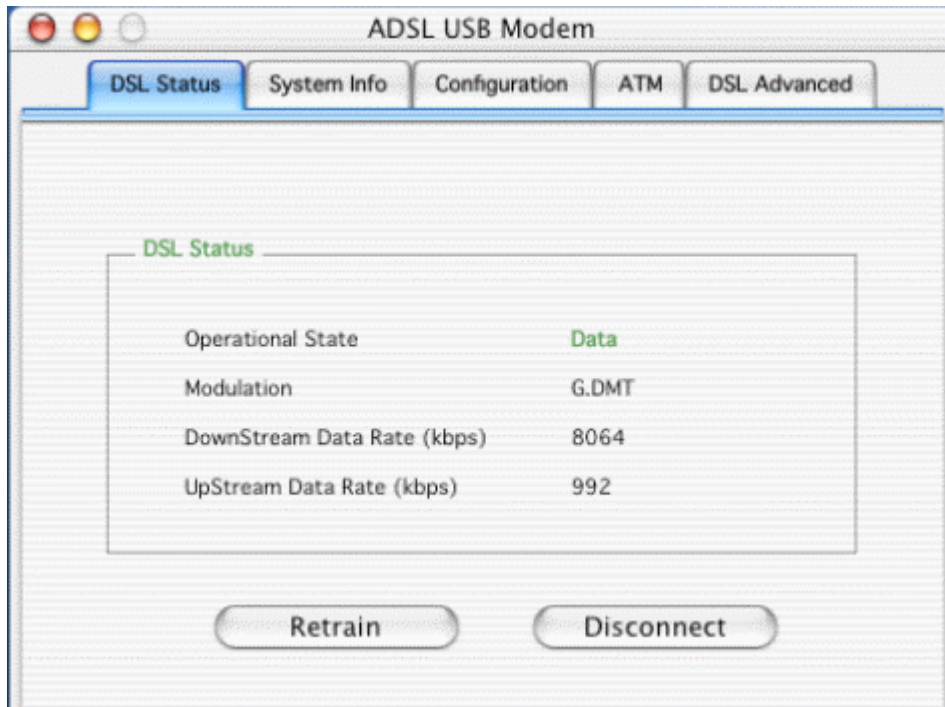 ADSL USB Modem
DSL Status System Info Configuration ATM DSL Advanced
DSL Status
Operational State Data
Modulation G.DMT
DownStream Data Rate (kbps) 8064
UpStream Data Rate (kbps) 992
Retrain Disconnect